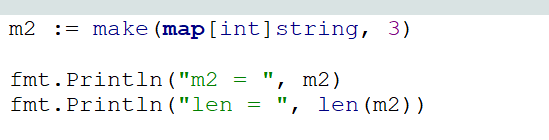 m2 := make(map[int]string, 3)
fmt.Println("m2 = ", m2)
fmt.Println("len = ", len(m2))